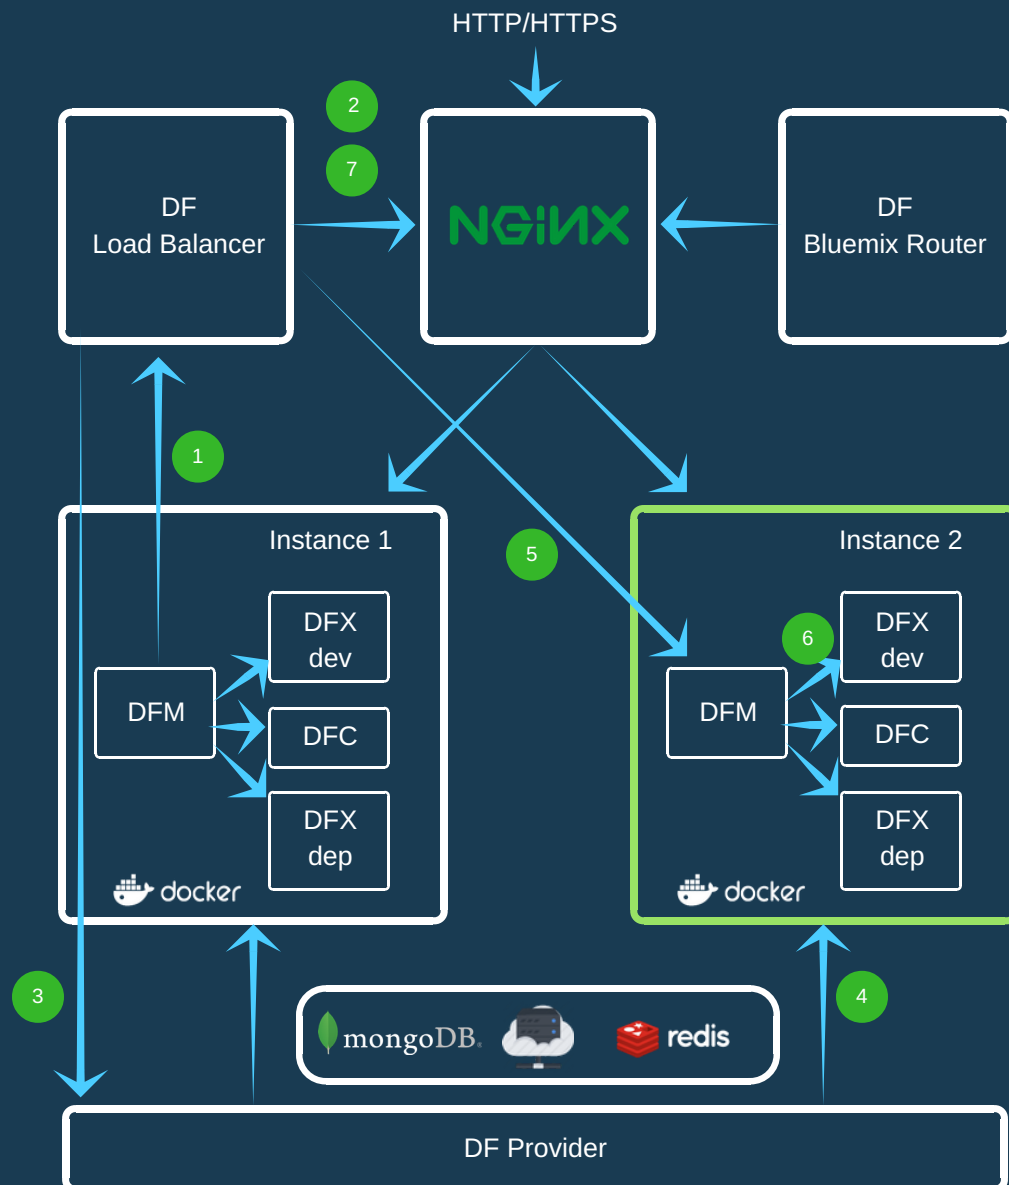 HTTP/HTTPS
2
7
DF
Load Balancer
NGiNX
DF
Bluemix Router
1
5
Instance 1
DFX
dev
DFM
DFC
DFX
dep
docker
Instance 2
6
DFX
dev
DFM
DFC
DFX
dep
docker
3
4
mongoDB
redis
DF Provider